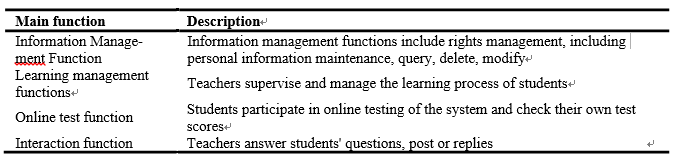 Main function Description
Information Manage- Information management functions include rights management, including
ment Function personal information maintenance, query, delete, modify
Learning management
functions Teachers supervise and manage the learning process of students
Online test function Students participate in online testing of the system and check their own test
scores
Interaction function Teachers answer students' questions, post or replies